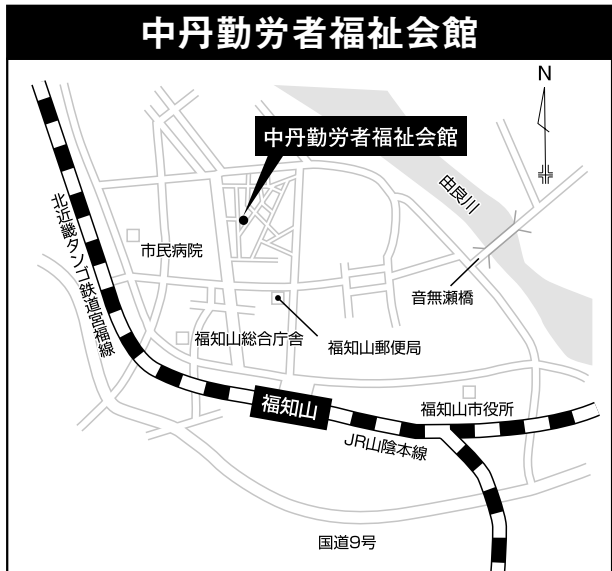 中丹勤労者福祉会館
N
中丹勤労者福祉会館
由良川
北近畿タンゴ鉄道宮福線
市民病院
音無瀬橋
福知山総合庁舎
福知山郵便局
福知山
福知山市役所
JR山陰本線
国道9号